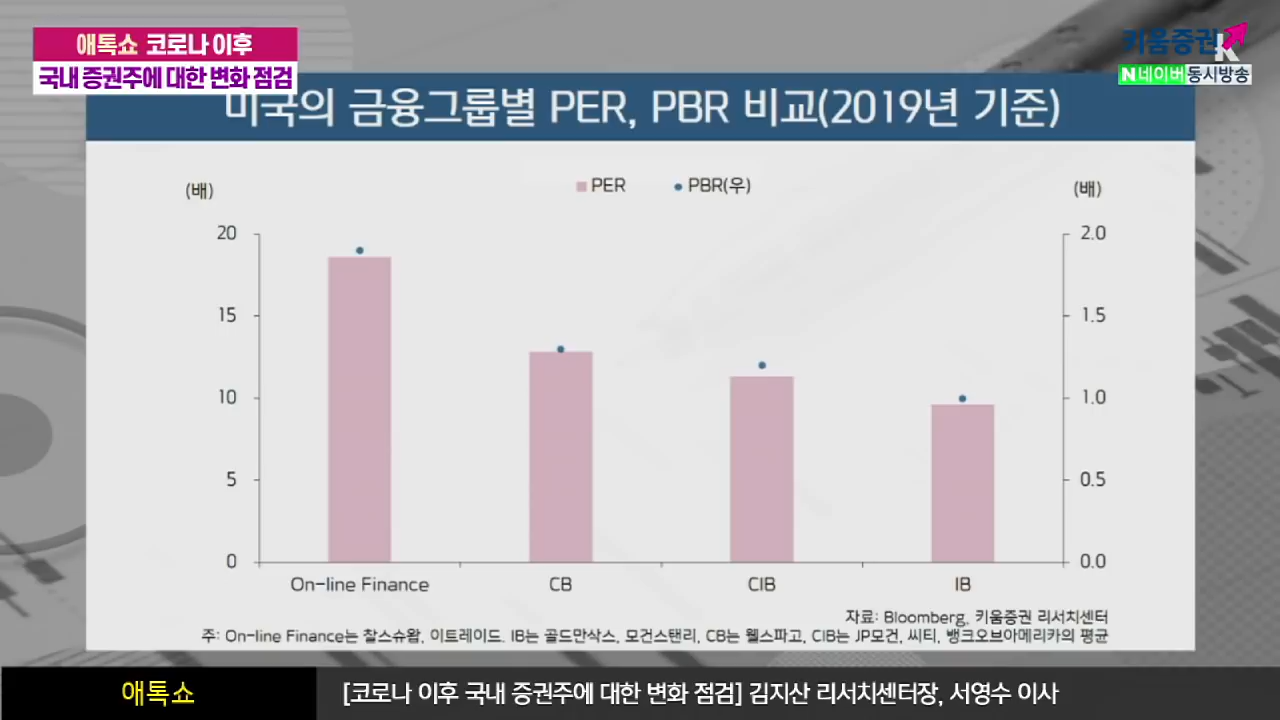 애톡쇼 코로나 이후
국내 증권주에 대한 변화 점검
키움증권
N네이버 동시방송
미국의 금융그룹별 PER, PBR 비교(2019년 기준)
(배)
PER
PBR(우)
(배)
20
2.0
15
1.5
10
1.0
5
0.5
0
0.0
On-line Finance
CB
CIB
IB
자료: Bloomberg, 키움증권 리서치센터
주: On-line Finance는 찰스슈왑, 이트레이드. IB는 골드만삭스, 모건스탠리, CB는 웰스파고, CIB는 JP모건, 씨티, 뱅크오브아메리카의 평균
애톡쇼
[코로나 이후 국내 증권주에 대한 변화 점검] 김지산 리서치센터장, 서영수 이사